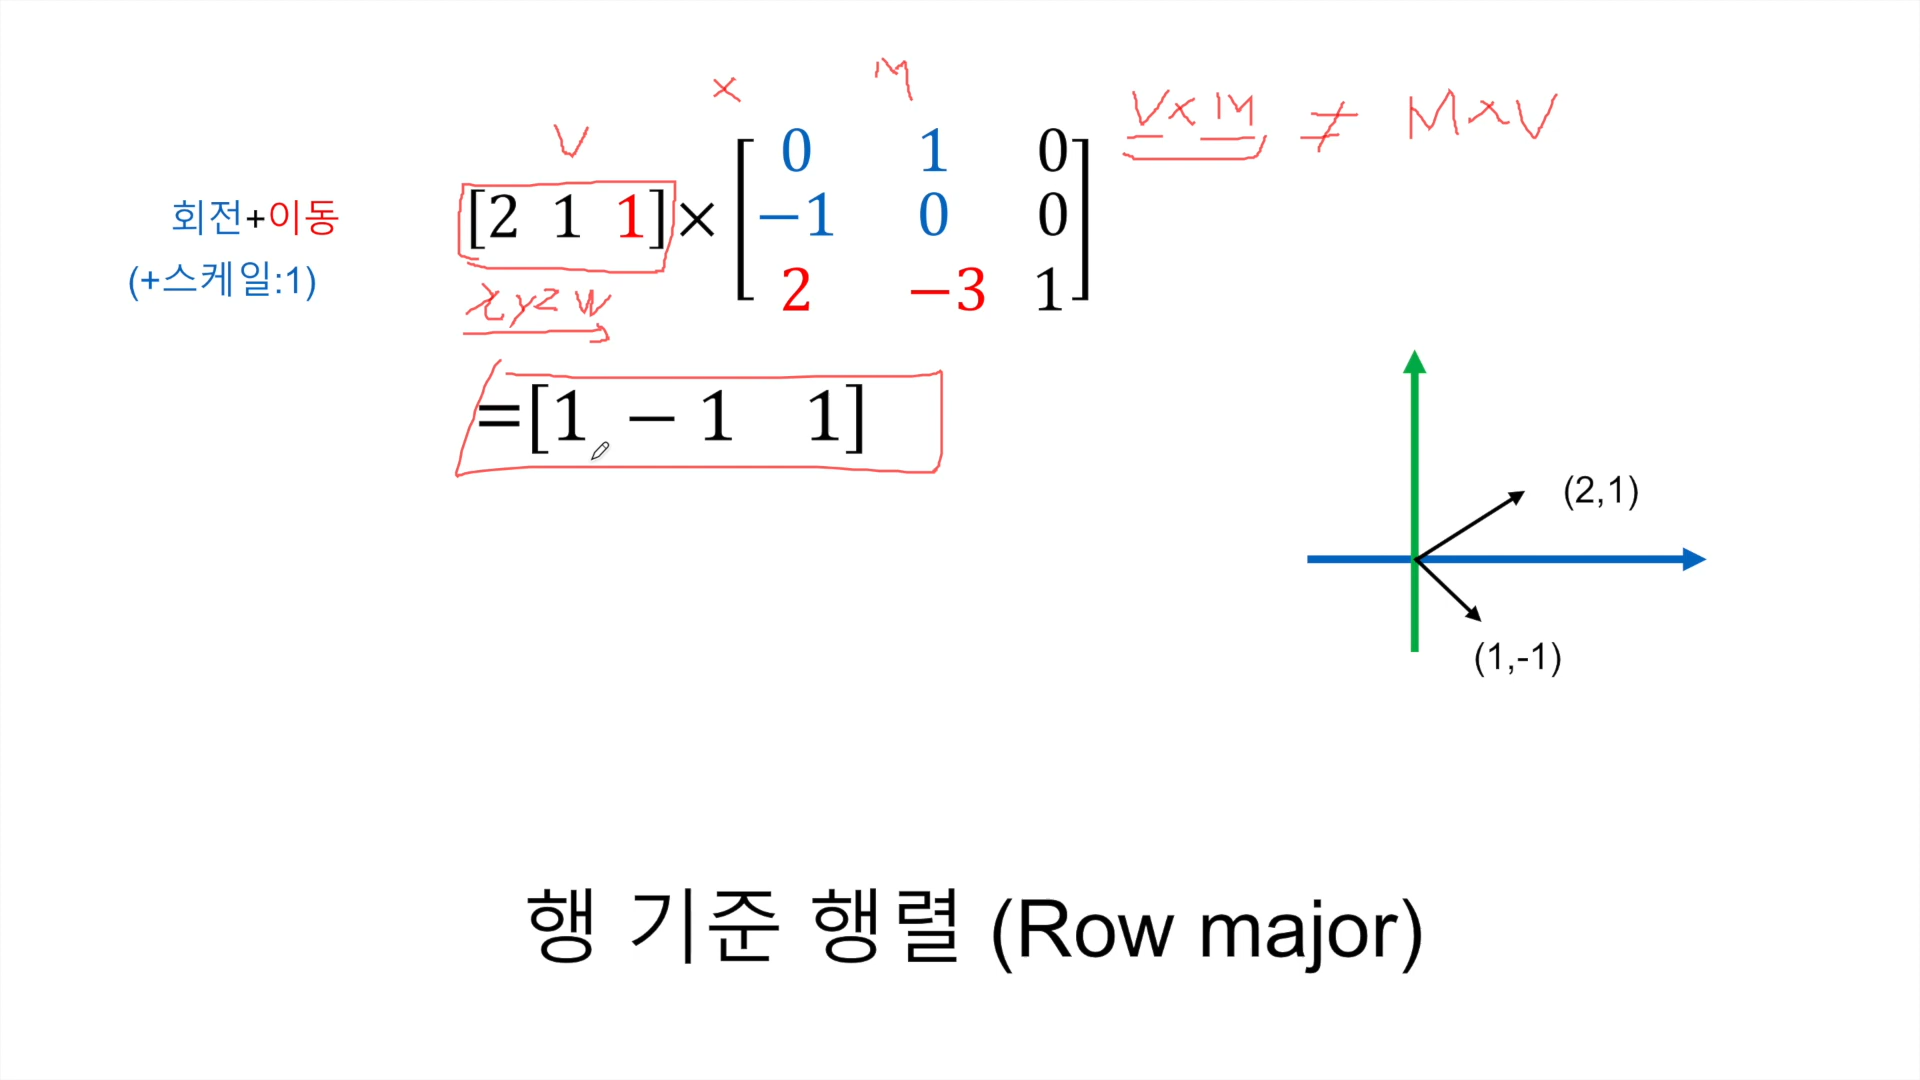 x M
V V x M ≠ M x V
0 1 0
회전+이동 [2 1 1] × -1 0 0
(+스케일:1) 2 -3 1
x y z w
=[1 - 1 1]
(2,1)
(1,-1)
행 기준 행렬 (Row major)